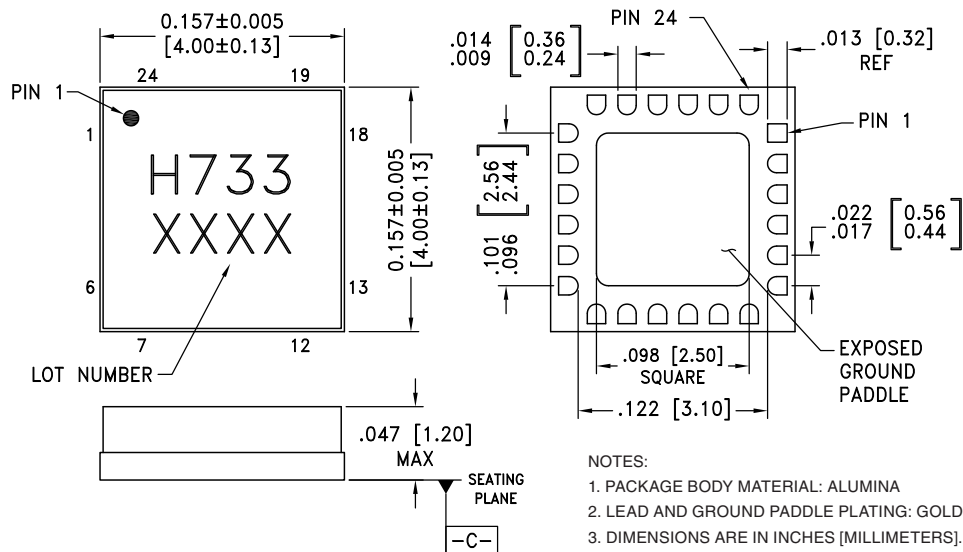 0.157±0.005
[4.00±0.13]
24
19
PIN 1
1
18
H733
XXXX
0.157±0.005
[4.00±0.13]
6
13
7
12
LOT NUMBER
.047 [1.20]
MAX
SEATING
PLANE
-C-
PIN 24
.014 [0.36
.009 0.24]
.013 [0.32]
REF
PIN 1
[2.56
2.44]
.101
.096
.022 [0.56
.017 0.44]
.098 [2.50]
SQUARE
.122 [3.10]
EXPOSED
GROUND
PADDLE
NOTES:
1. PACKAGE BODY MATERIAL: ALUMINA
2. LEAD AND GROUND PADDLE PLATING: GOLD
3. DIMENSIONS ARE IN INCHES [MILLIMETERS].